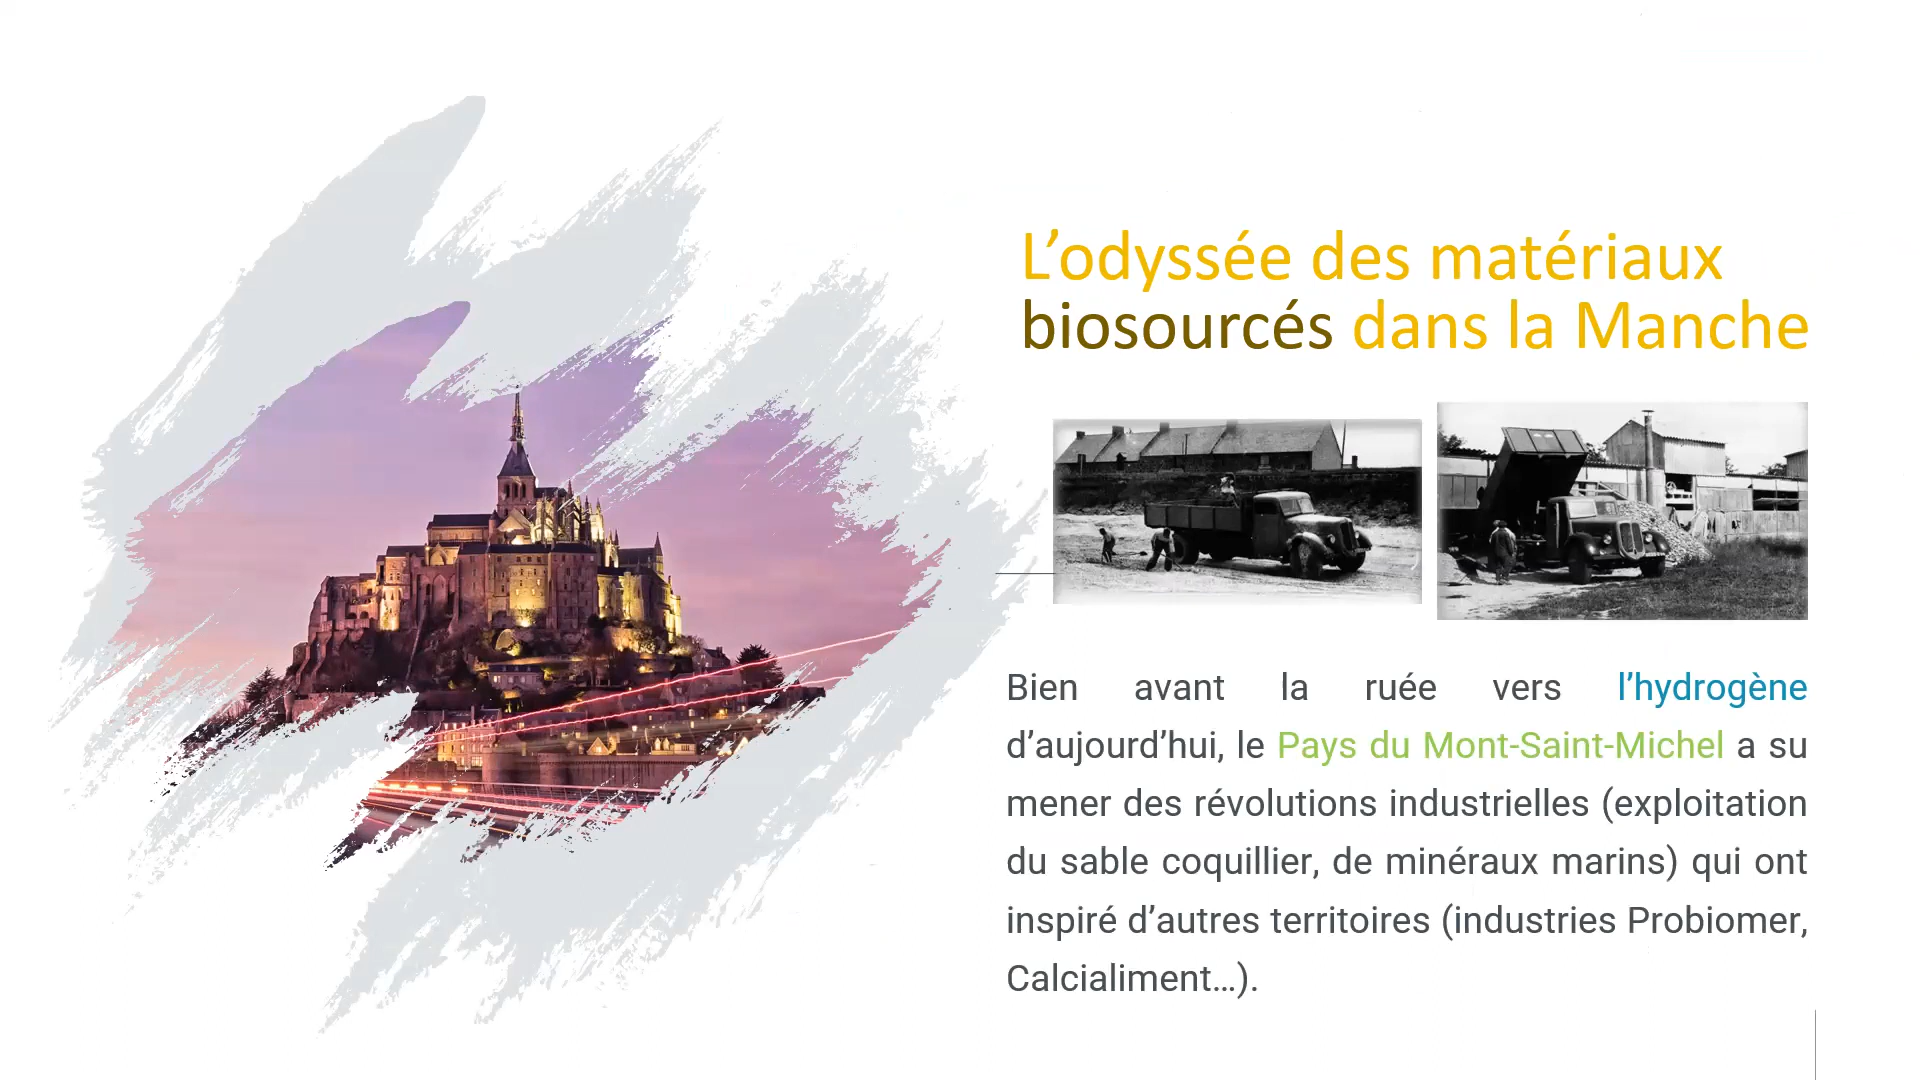 L’odyssée des matériaux
biosourcés dans la Manche
Bien avant la ruée vers l’hydrogène
d’aujourd’hui, le Pays du Mont-Saint-Michel a su
mener des révolutions industrielles (exploitation
du sable coquillier, de minéraux marins) qui ont
inspiré d’autres territoires (industries Probiomer,
Calcialiment…).